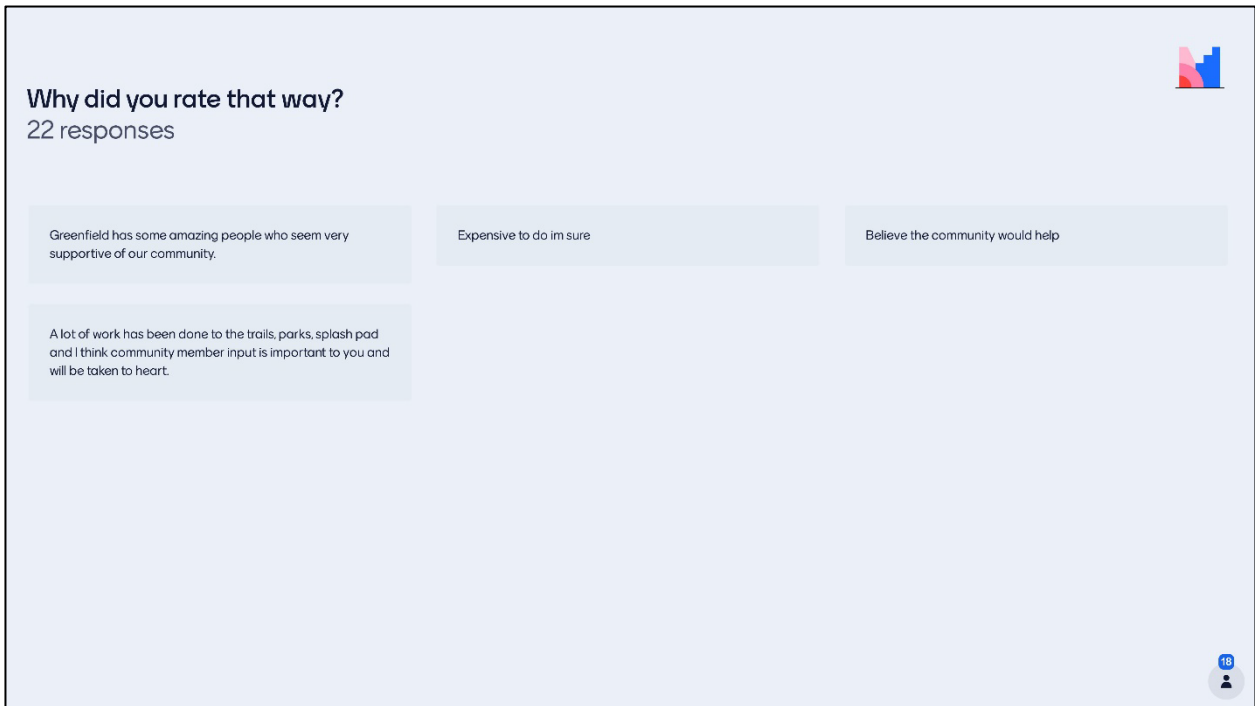 Why did you rate that way?
22 responses
Greenfield has some amazing people who seem very
supportive of our community.
Expensive to do im sure
Believe the community would help
A lot of work has been done to the trails, parks, splash pad
and I think community member input is important to you and
will be taken to heart.
18